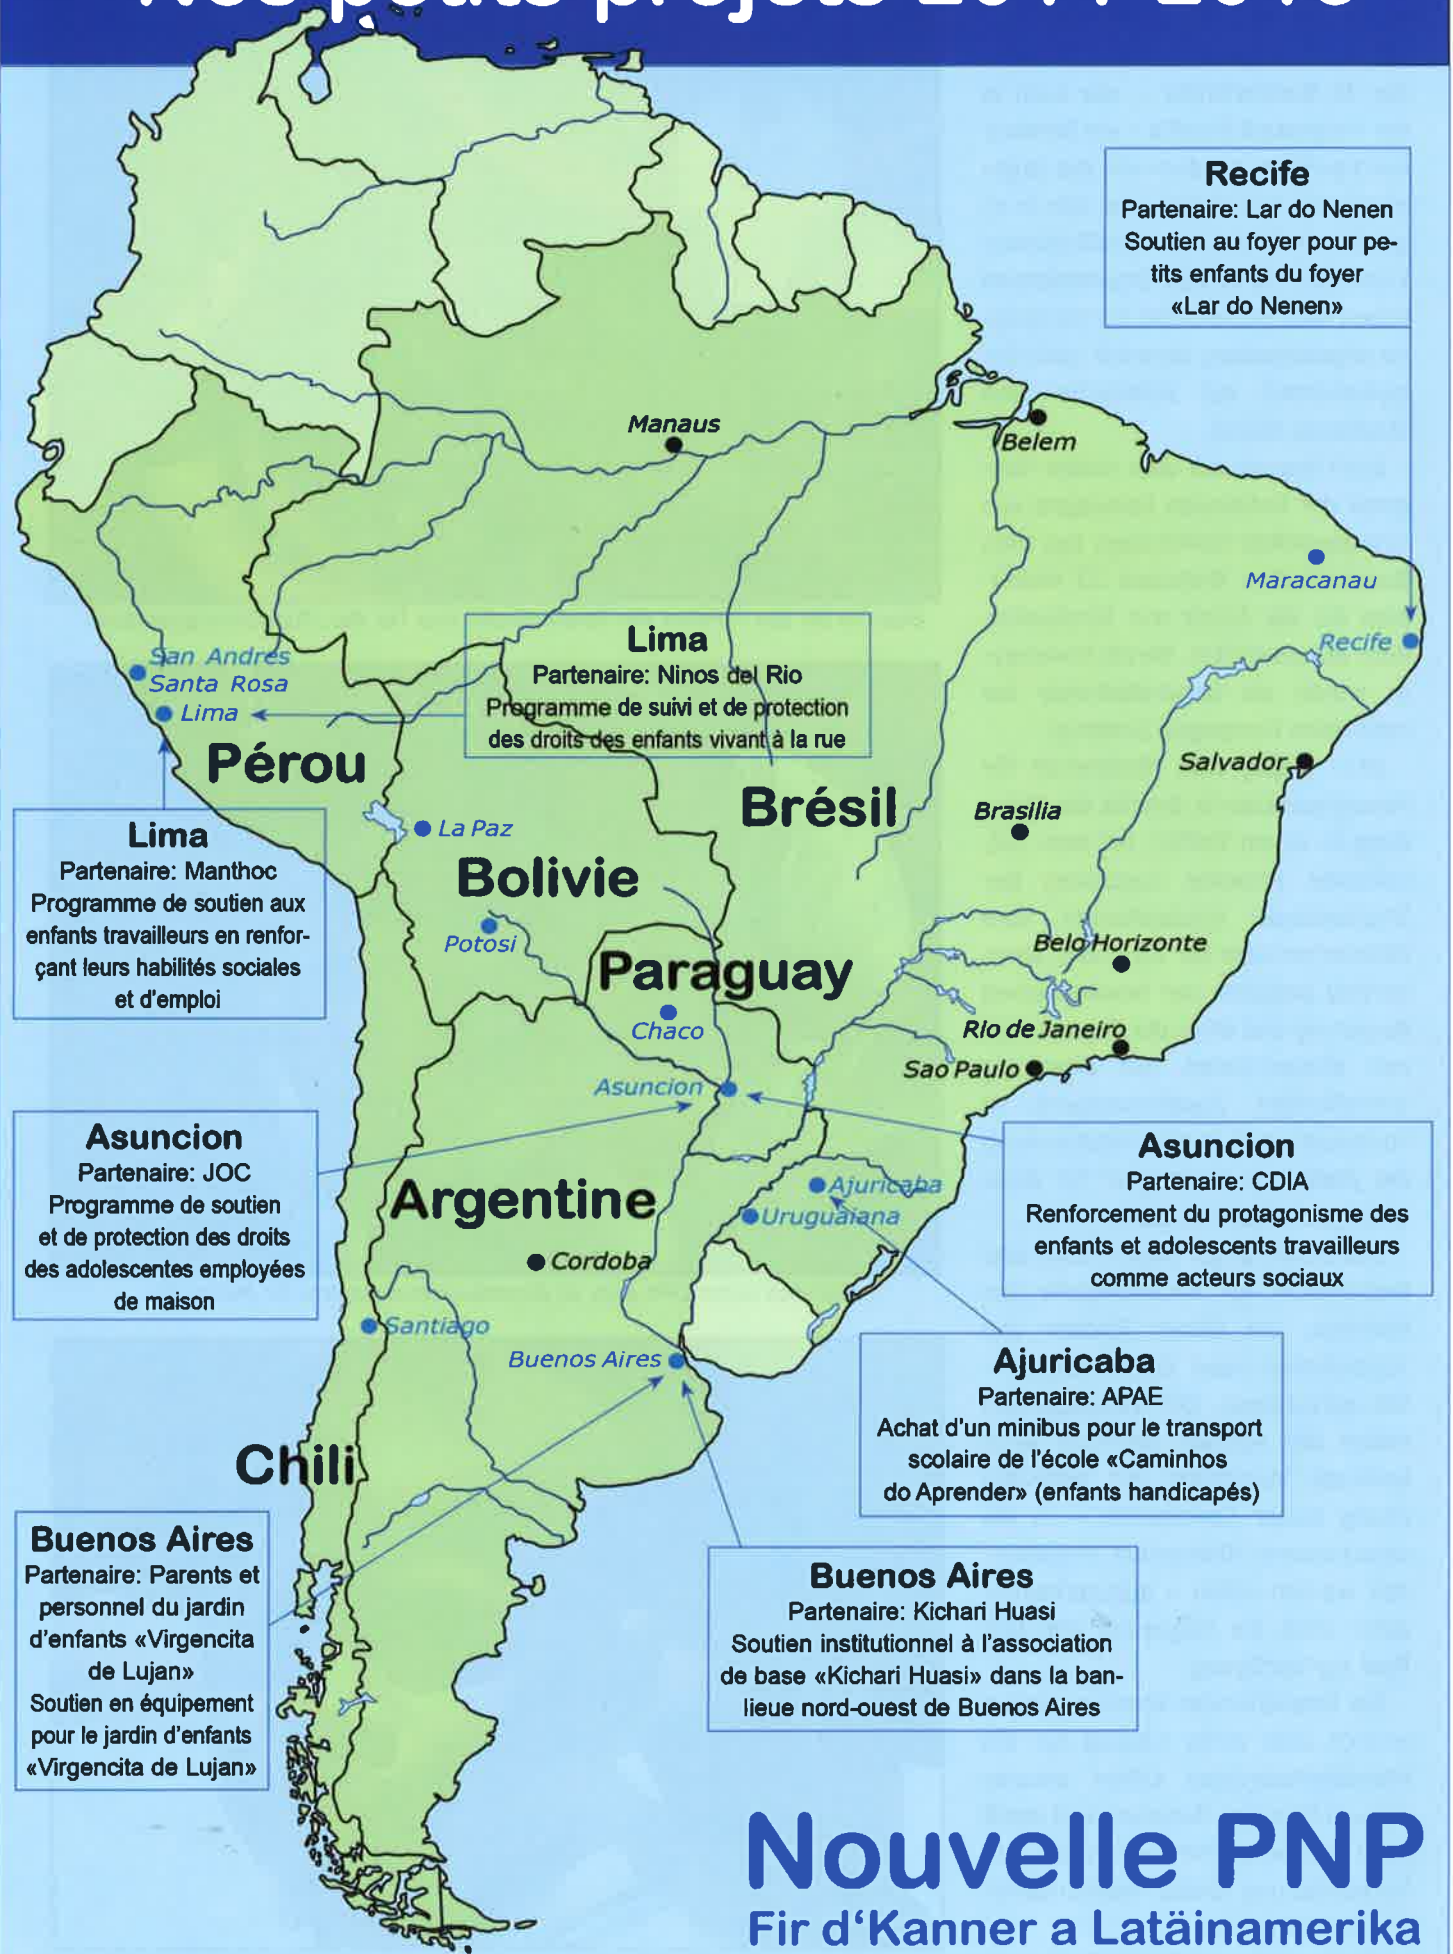 Nos petits projets
Recife
Partenaire: Lar do Nenen
Soutien au foyer pour pe-
tits enfants du foyer
«Lar do Nenen»
Manaus
Belem
Maracanau
Recife
Lima
Partenaire: Ninos del Rio
Programme de suivi et de protection
des droits des enfants vivant à la rue
San Andres
Santa Rosa
Lima
Pérou
Salvador
Brésil
Brasilia
Lima
Partenaire: Manthoc
Programme de soutien aux
enfants travailleurs en renfor-
çant leurs habilités sociales
et d'emploi
La Paz
Bolivie
Potosi
Belo Horizonte
Paraguay
Chaco
Rio de Janeiro
Sao Paulo
Asuncion
Asuncion
Partenaire: JOC
Programme de soutien
et de protection des droits
des adolescentes employées
de maison
Asuncion
Partenaire: CDIA
Renforcement du protagonisme des
enfants et adolescents travailleurs
comme acteurs sociaux
Argentine
Ajuricaba
Uruguaiana
Cordoba
Santiago
Buenos Aires
Ajuricaba
Partenaire: APAE
Achat d'un minibus pour le transport
scolaire de l'école «Caminhos
do Aprender» (enfants handicapés)
Chili
Buenos Aires
Partenaire: Parents et
personnel du jardin
d'enfants «Virgencita
de Lujan»
Soutien en équipement
pour le jardin d'enfants
«Virgencita de Lujan»
Buenos Aires
Partenaire: Kichari Huasi
Soutien institutionnel à l'association
de base «Kichari Huasi» dans la ban-
lieue nord-ouest de Buenos Aires
Nouvelle PNP
Fir d'Kanner a Latäinamerika